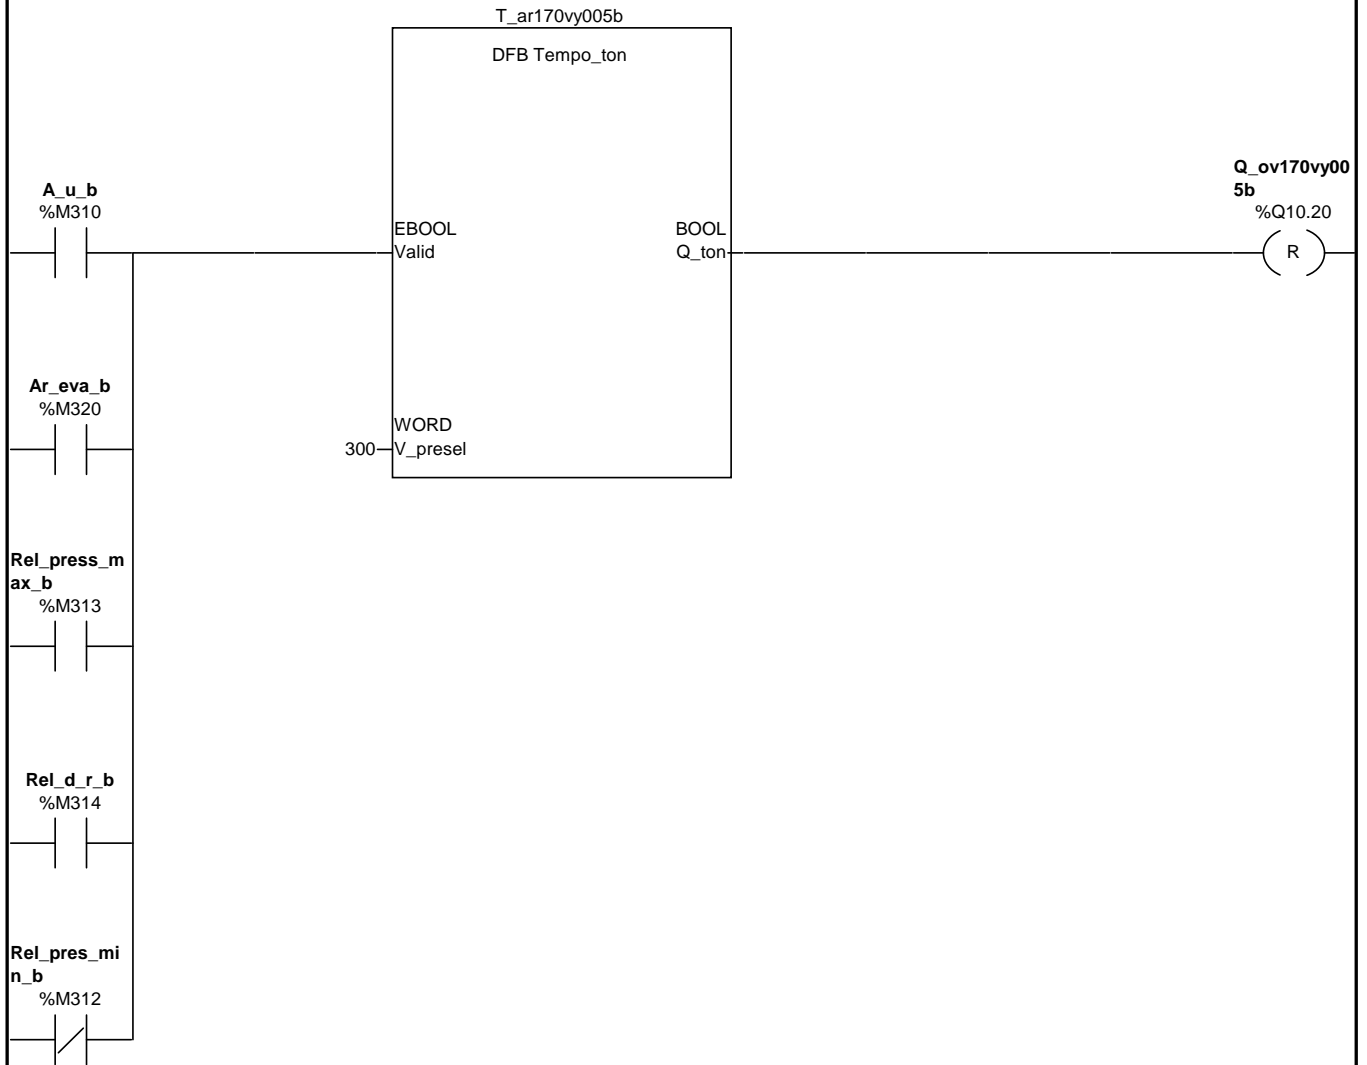 T_ar170vy005b
DFB Tempo_ton
Q_ov170vy00
5b
%Q10.20
A_u_b
%M310
EBOOL
Valid
BOOL
Q_ton
R
Ar_eva_b
%M320
WORD
300
V_presel
Rel_press_m
ax_b
%M313
Rel_d_r_b
%M314
Rel_pres_mi
n_b
%M312